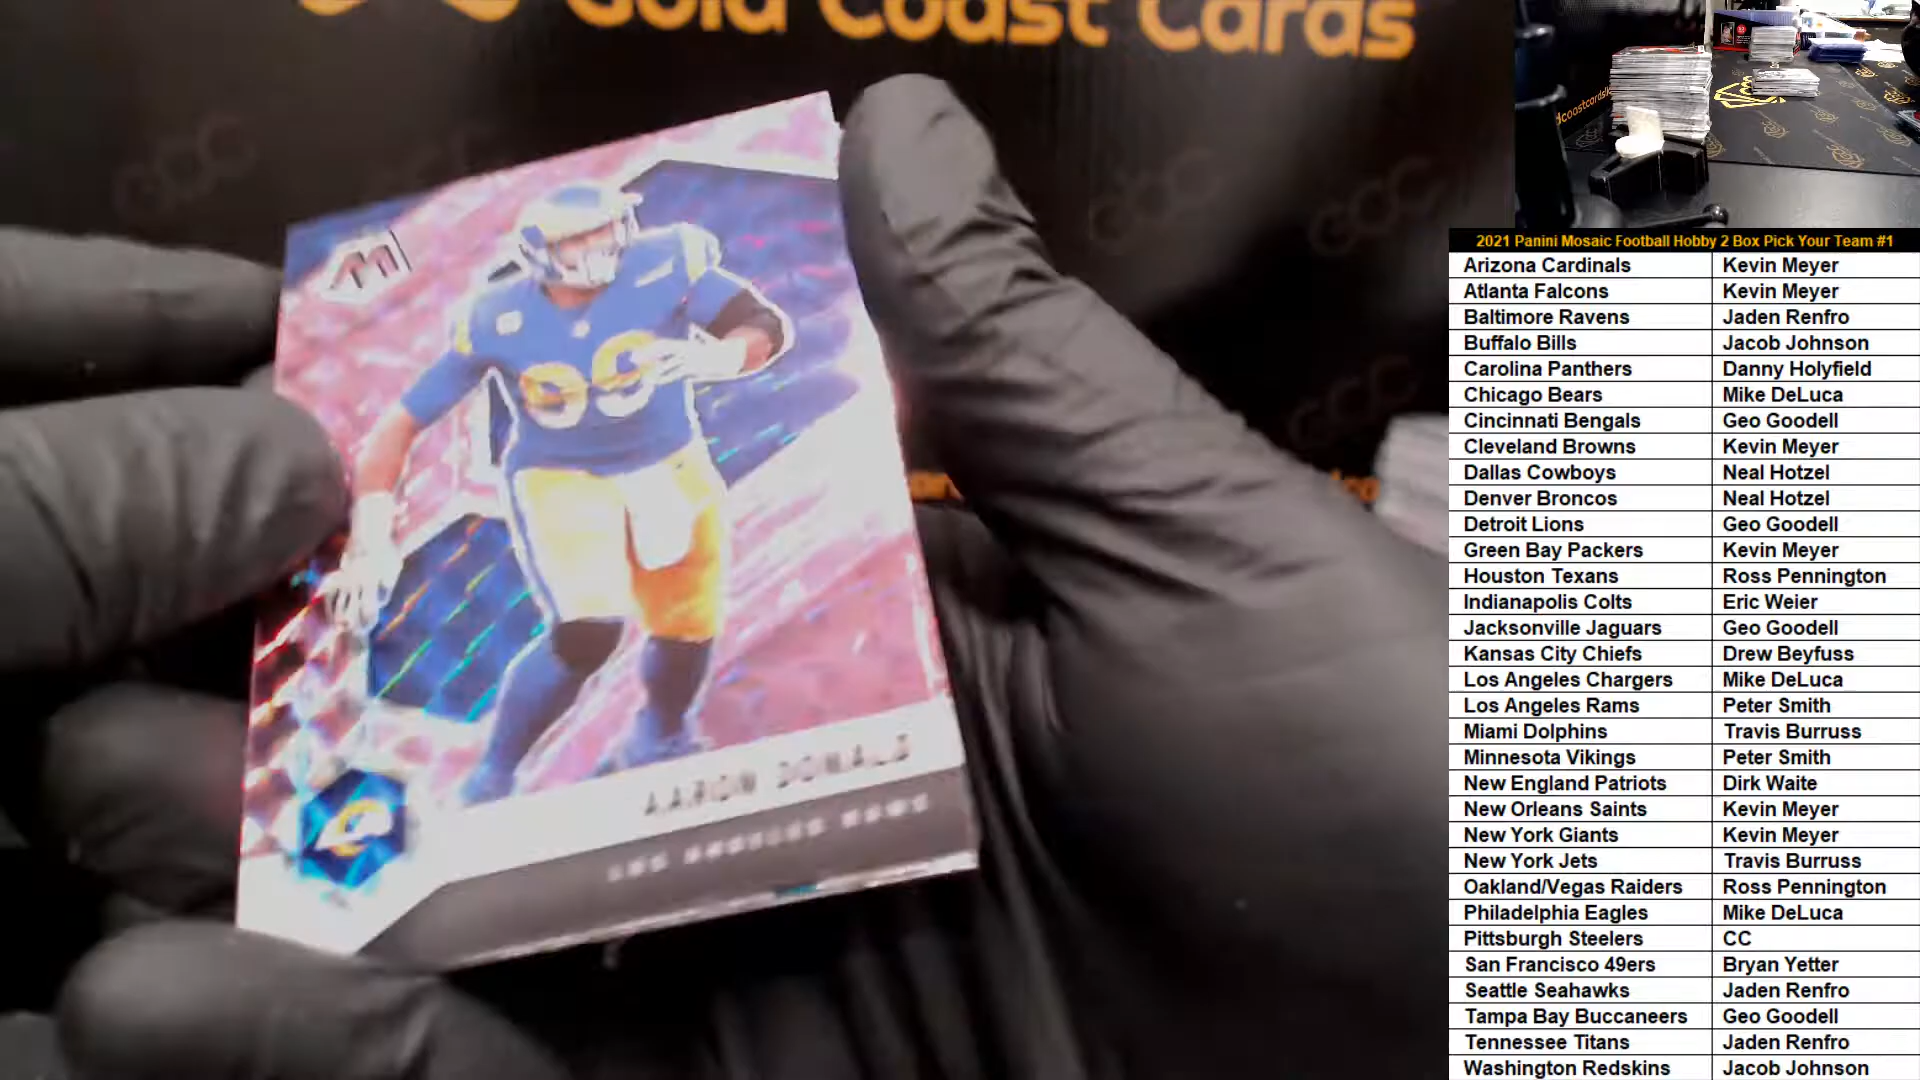 Gold Coast Cards
GCC
GCC
GCC
M
99
AARON DONALD
LOS ANGELES RAMS
dcoastcards
2021 Panini Mosaic Football Hobby 2 Box Pick Your Team #1
Arizona Cardinals Kevin Meyer
Atlanta Falcons Kevin Meyer
Baltimore Ravens Jaden Renfro
Buffalo Bills Jacob Johnson
Carolina Panthers Danny Holyfield
Chicago Bears Mike DeLuca
Cincinnati Bengals Geo Goodell
Cleveland Browns Kevin Meyer
Dallas Cowboys Neal Hotzel
Denver Broncos Neal Hotzel
Detroit Lions Geo Goodell
Green Bay Packers Kevin Meyer
Houston Texans Ross Pennington
Indianapolis Colts Eric Weier
Jacksonville Jaguars Geo Goodell
Kansas City Chiefs Drew Beyfuss
Los Angeles Chargers Mike DeLuca
Los Angeles Rams Peter Smith
Miami Dolphins Travis Burruss
Minnesota Vikings Peter Smith
New England Patriots Dirk Waite
New Orleans Saints Kevin Meyer
New York Giants Kevin Meyer
New York Jets Travis Burruss
Oakland/Vegas Raiders Ross Pennington
Philadelphia Eagles Mike DeLuca
Pittsburgh Steelers CC
San Francisco 49ers Bryan Yetter
Seattle Seahawks Jaden Renfro
Tampa Bay Buccaneers Geo Goodell
Tennessee Titans Jaden Renfro
Washington Redskins Jacob Johnson